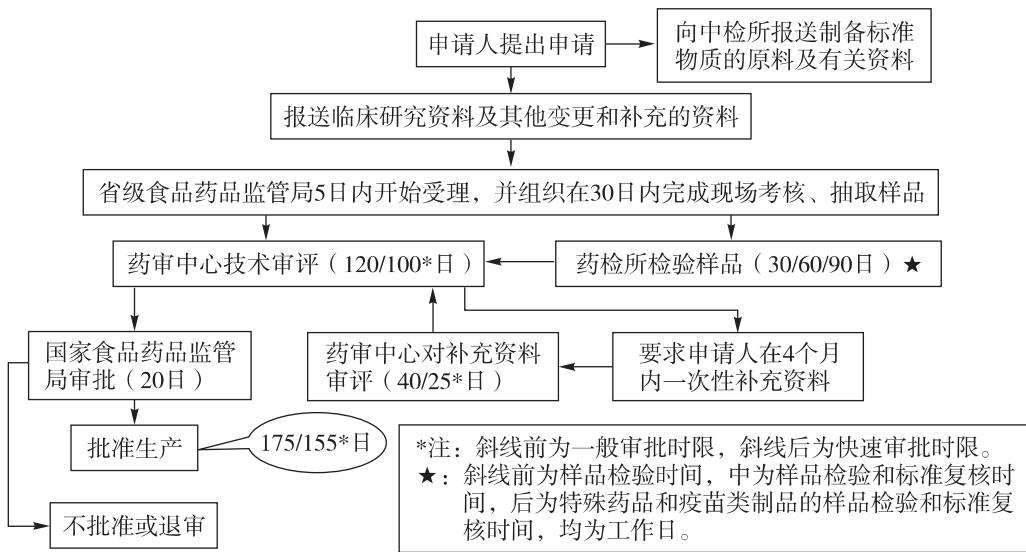 申请人提出申请
向中检所报送制备标准
物质的原料及有关资料
报送临床研究资料及其他变更和补充的资料
省级食品药品监管局5日内开始受理，并组织在30日内完成现场考核、抽取样品
药审中心技术审评（120/100*日）
药检所检验样品（30/60/90日）★
国家食品药品监管
局审批（20日）
药审中心对补充资料
审评（40/25*日）
要求申请人在4个月
内一次性补充资料
批准生产
175/155*日
不批准或退审
*注：斜线前为一般审批时限，斜线后为快速审批时限。
★：斜线前为样品检验时间，中为样品检验和标准复核时
间，后为特殊药品和疫苗类制品的样品检验和标准复
核时间，均为工作日。